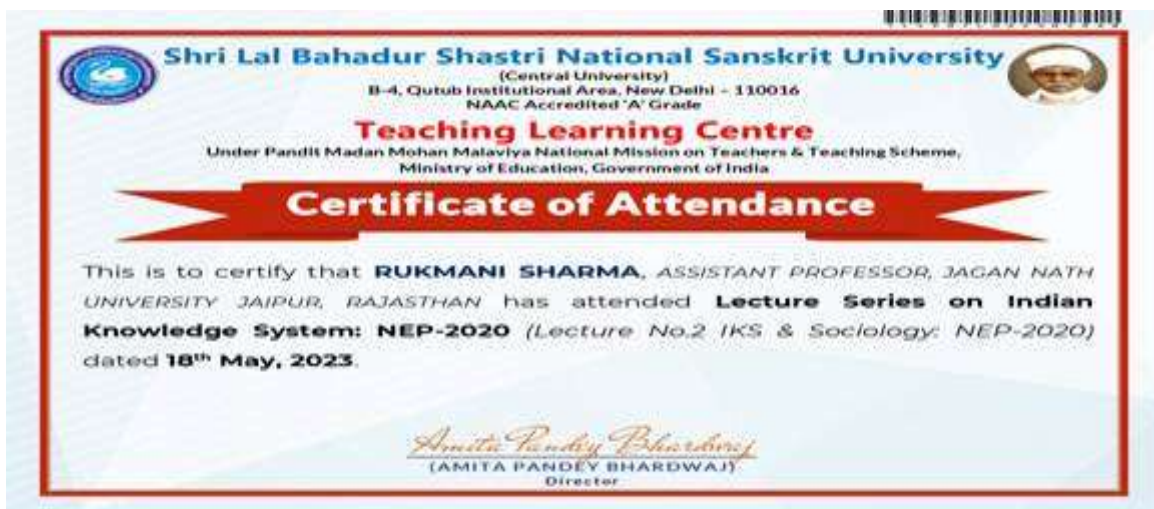 Shri Lal Bahadur Shastri National Sanskrit University
(Central University)
B-4, Qutub Institutional Area, New Delhi - 110016
NAAC Accredited 'A' Grade
Teaching Learning Centre
Under Pandit Madan Mohan Malaviya National Mission on Teachers & Teaching Scheme,
Ministry of Education, Government of India
Certificate of Attendance
This is to certify that RUKMANI SHARMA, ASSISTANT PROFESSOR, JAGAN NATH
UNIVERSITY JAIPUR, RAJASTHAN has attended Lecture Series on Indian
Knowledge System: NEP-2020 (Lecture No.2 IKS & Sociology: NEP-2020)
dated 18th May, 2023.
Amita Pandey Bhardwaj
(AMITA PANDEY BHARDWAJ)
Director